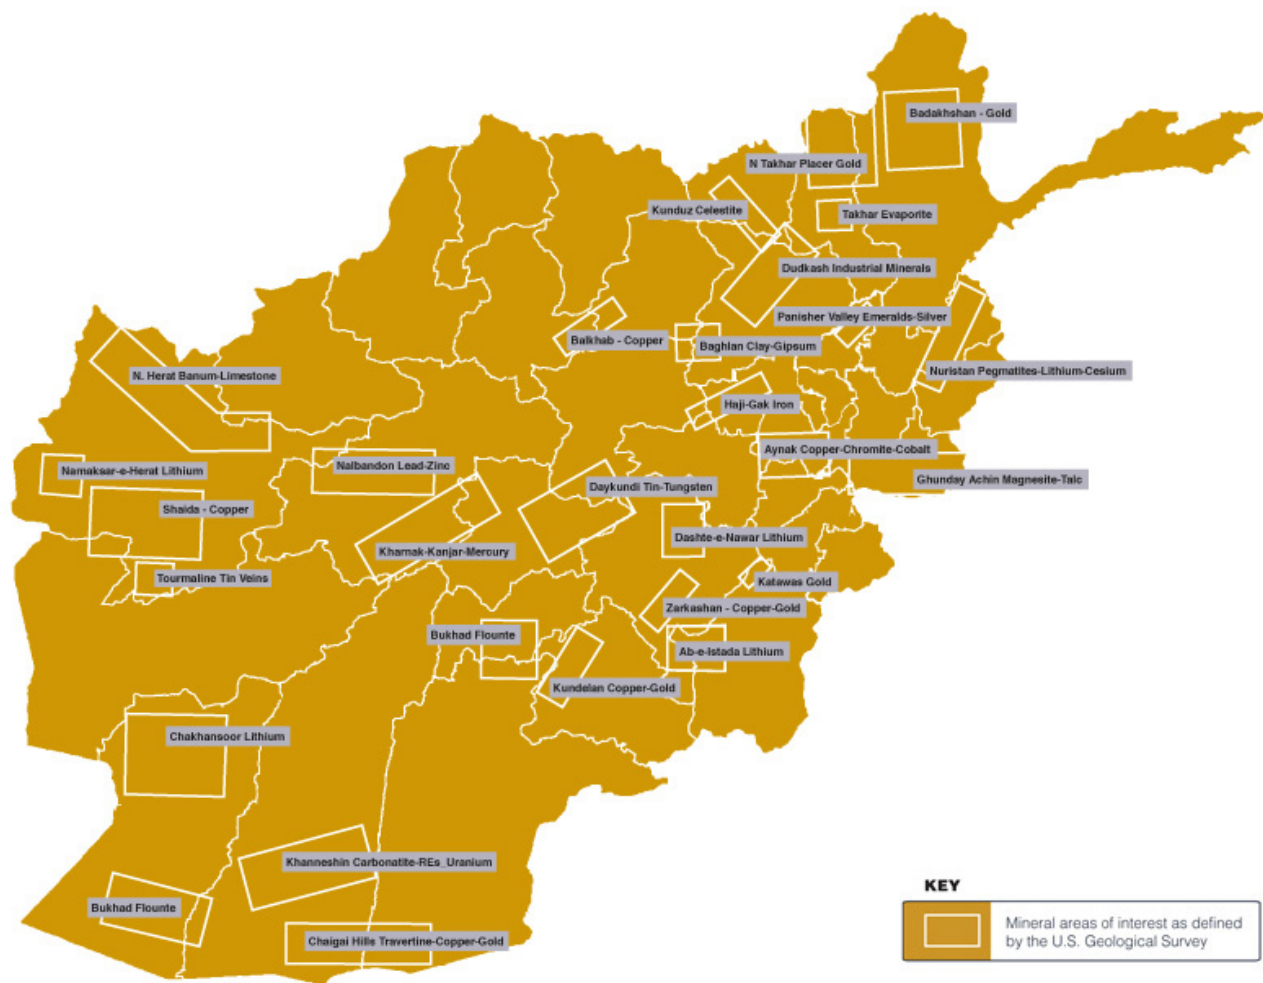 Badakhshan - Gold
N Takhar Placer Gold
Kunduz Celestite
Takhar Evaporite
Dudkash Industrial Minerals
Panisher Valley Emeralds-Silver
Balkhab - Copper
Baghlan Clay-Gipsum
Nuristan Pegmatites-Lithium-Cesium
N. Herat Banum-Limestone
Haji-Gak Iron
Aynak Copper-Chromite-Cobalt
Nalbandon Lead-Zinc
Namaksar-e-Herat Lithium
Ghunday Achin Magnesite-Talc
Daykundi Tin-Tungsten
Shaida - Copper
Dashte-e-Nawar Lithium
Kharnak-Kanjar-Mercury
Tourmaline Tin Veins
Katawas Gold
Zarkashan - Copper-Gold
Bukhad Flounte
Ab-e-Istada Lithium
Kundelan Copper-Gold
Chakhansoor Lithium
Khanneshin Carbonatite-REs_Uranium
Bukhad Flounte
Chaigai Hills Travertine-Copper-Gold
KEY
Mineral areas of interest as defined
by the U.S. Geological Survey